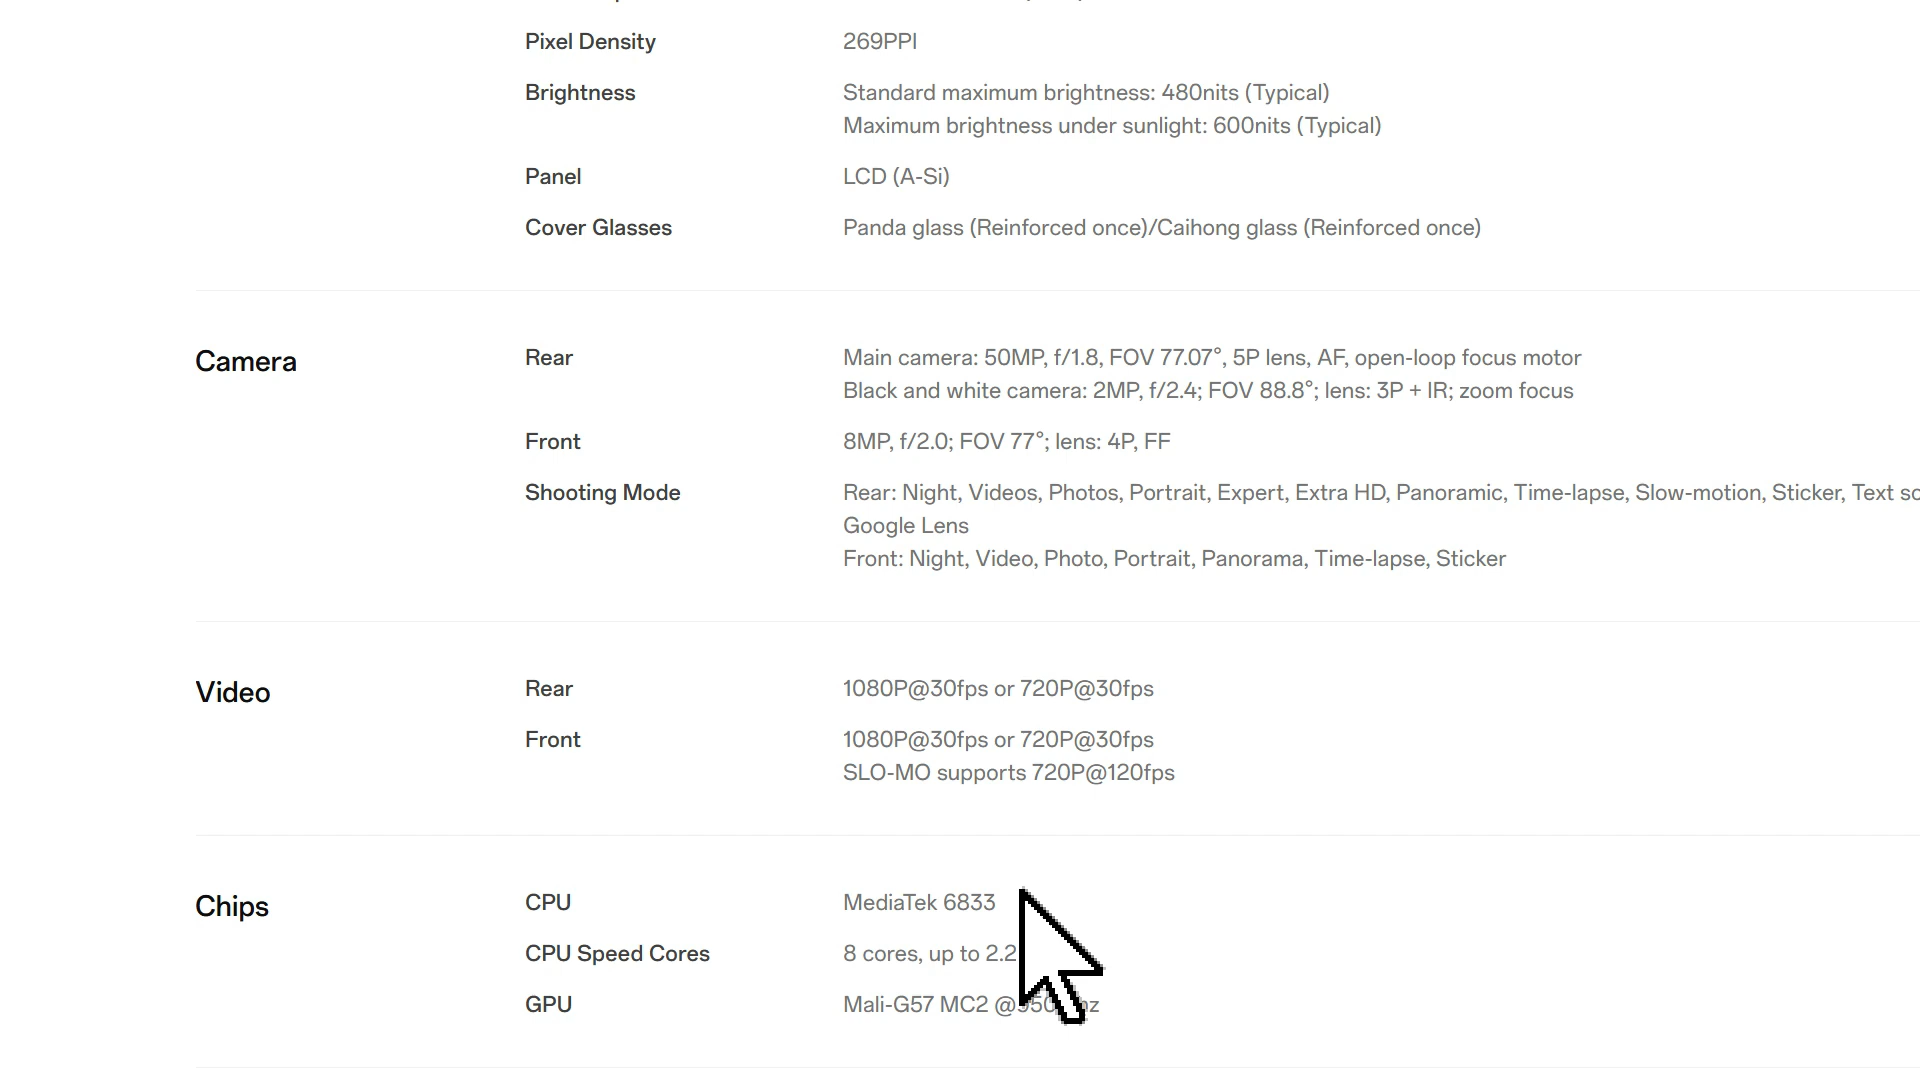 Pixel Density 269PPI
Brightness Standard maximum brightness: 480nits (Typical)
Maximum brightness under sunlight: 600nits (Typical)
Panel LCD (A-Si)
Cover Glasses Panda glass (Reinforced once)/Caihong glass (Reinforced once)
Camera Rear Main camera: 50MP, f/1.8, FOV 77.07°, 5P lens, AF, open-loop focus motor
Black and white camera: 2MP, f/2.4; FOV 88.8°; lens: 3P + IR; zoom focus
Front 8MP, f/2.0; FOV 77°; lens: 4P, FF
Shooting Mode Rear: Night, Videos, Photos, Portrait, Expert, Extra HD, Panoramic, Time-lapse, Slow-motion, Sticker, Text
Google Lens
Front: Night, Video, Photo, Portrait, Panorama, Time-lapse, Sticker
Video Rear 1080P@30fps or 720P@30fps
Front 1080P@30fps or 720P@30fps
SLO-MO supports 720P@120fps
Chips CPU MediaTek 6833
CPU Speed Cores 8 cores, up to 2.2
GPU Mali-G57 MC2